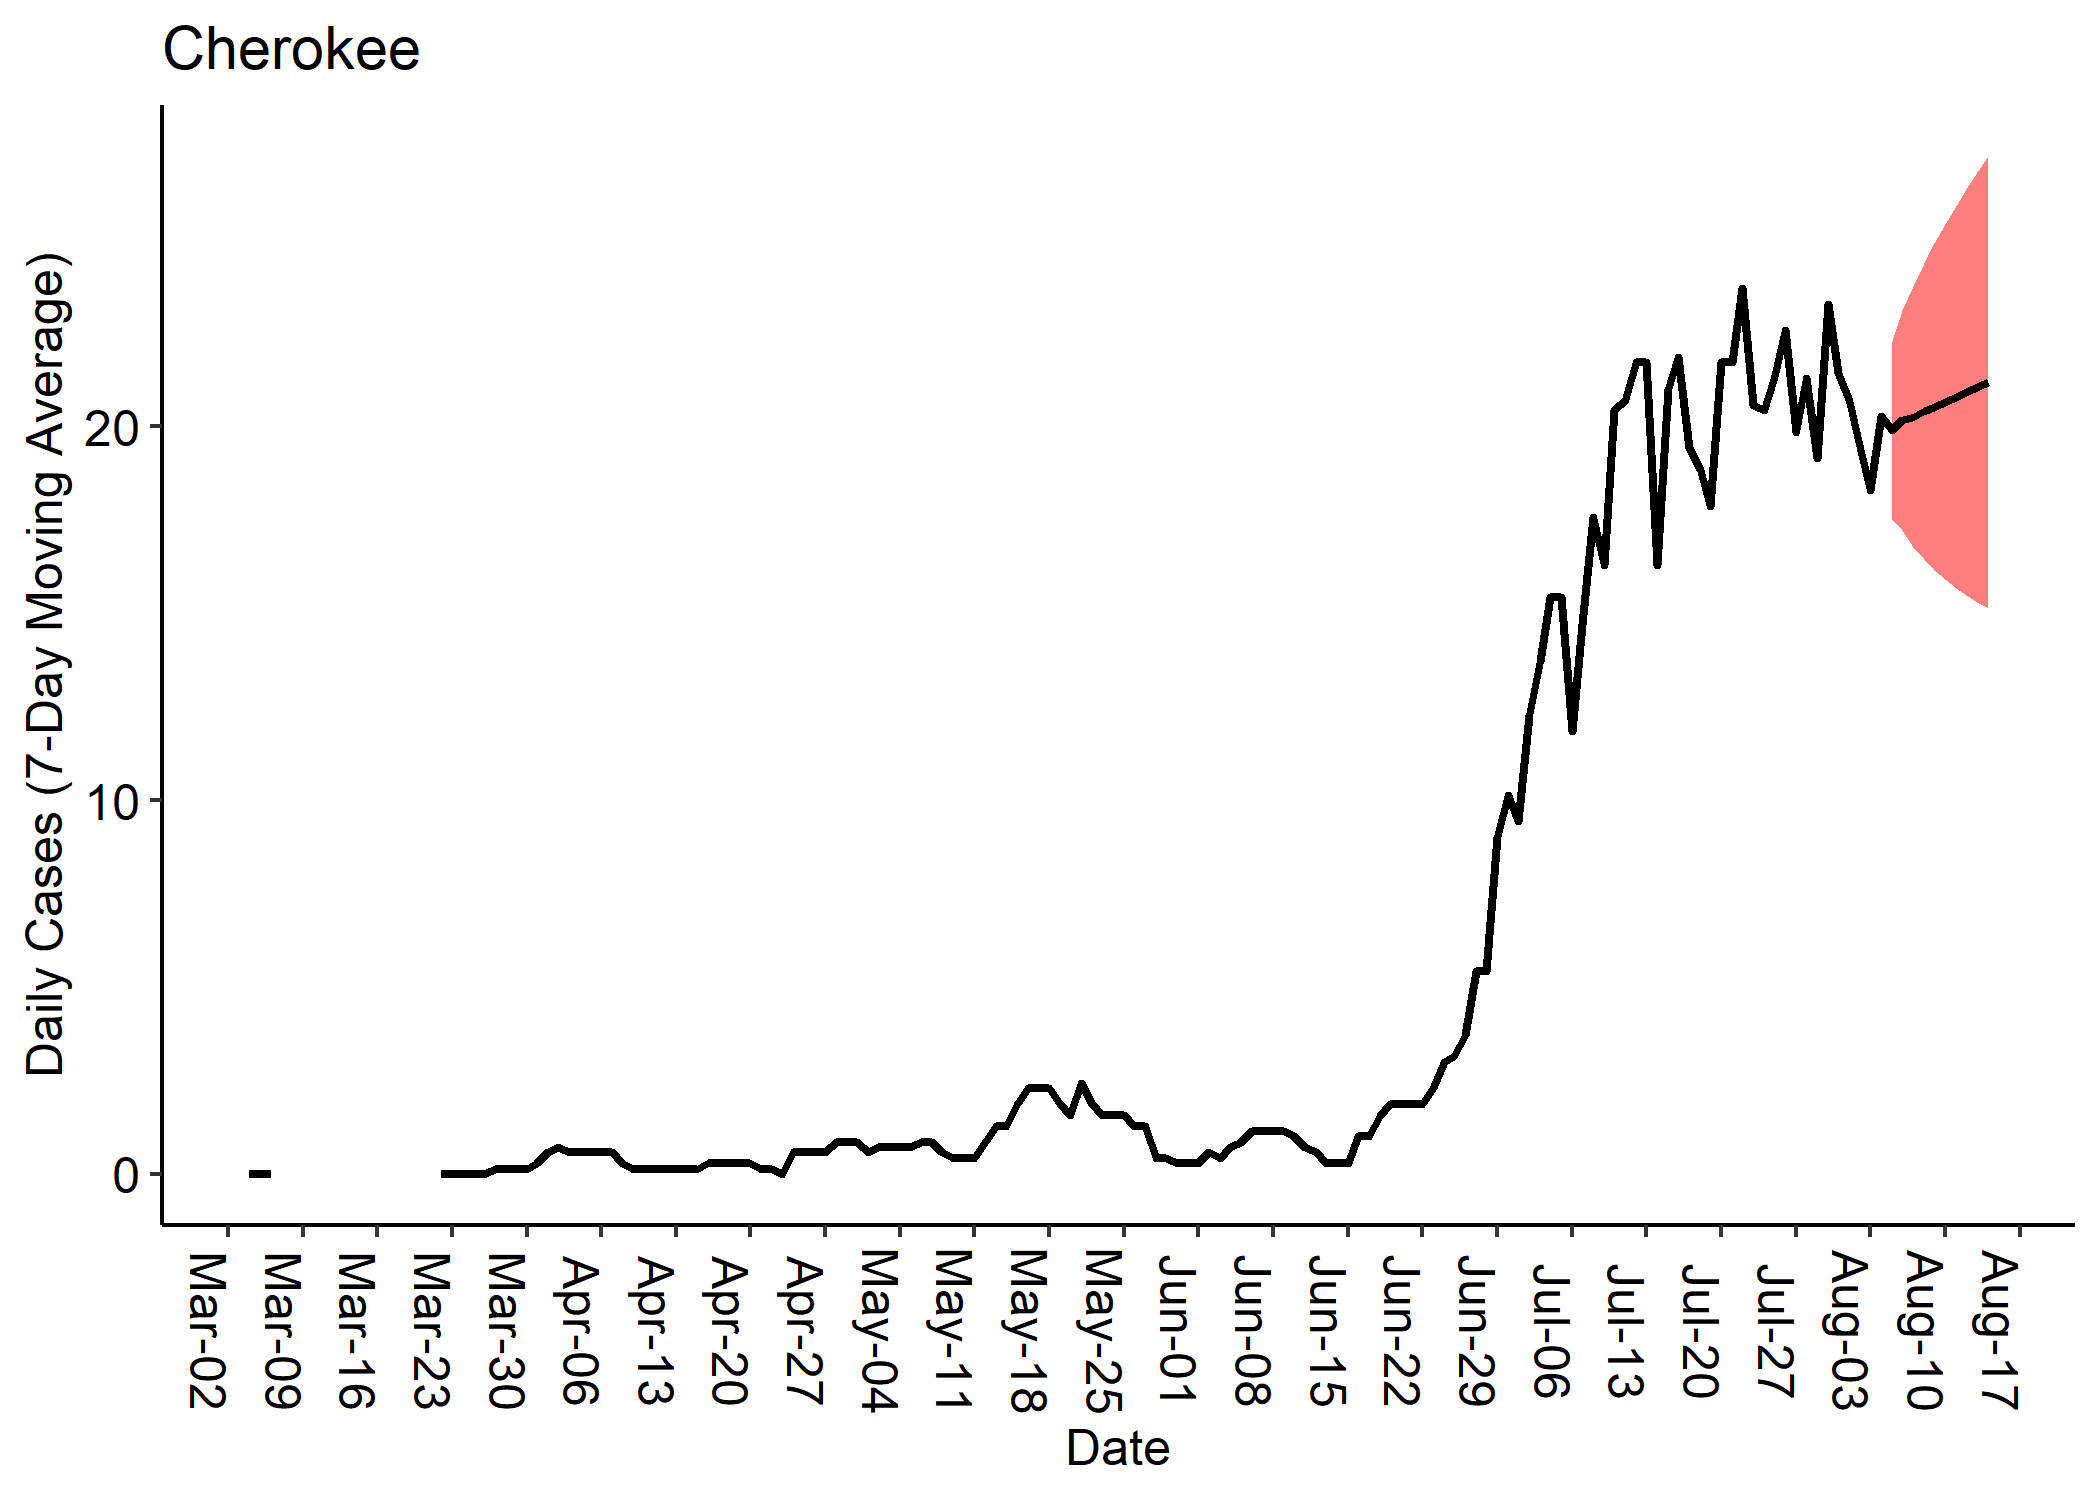 Cherokee
Daily Cases (7-Day Moving Average)
20
10
0
Mar-02
Mar-09
Mar-16
Mar-23
Mar-30
Apr-06
Apr-13
Apr-20
Apr-27
May-04
May-11
May-18
May-25
Jun-01
Jun-08
Jun-15
Jun-22
Jun-29
Jul-06
Jul-13
Jul-20
Jul-27
Aug-03
Aug-10
Aug-17
Date